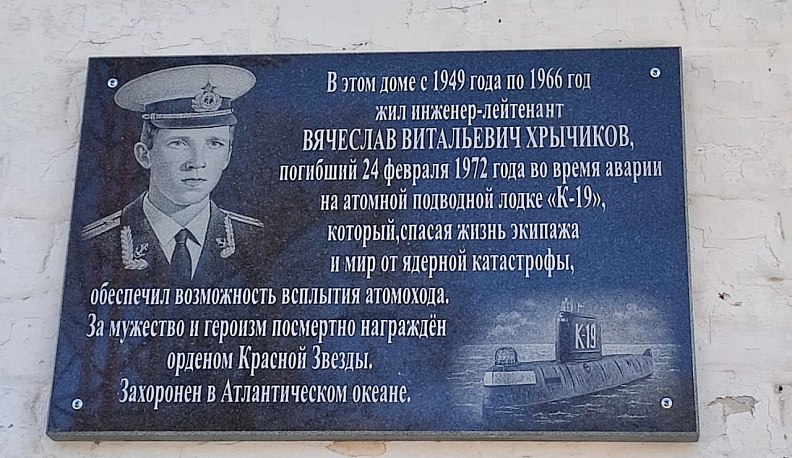 В этом доме с 1949 года по 1966 год
жил инженер-лейтенант
ВЯЧЕСЛАВ ВИТАЛЬЕВИЧ ХРЫЧИКОВ,
погибший 24 февраля 1972 года во время аварии
на атомной подводной лодке «К-19»,
который,спасая жизнь экипажа
и мир от ядерной катастрофы,
обеспечил возможность всплытия атомохода.
За мужество и героизм посмертно награждён
орденом Красной Звезды.
Захоронен в Атлантическом океане.
К-19